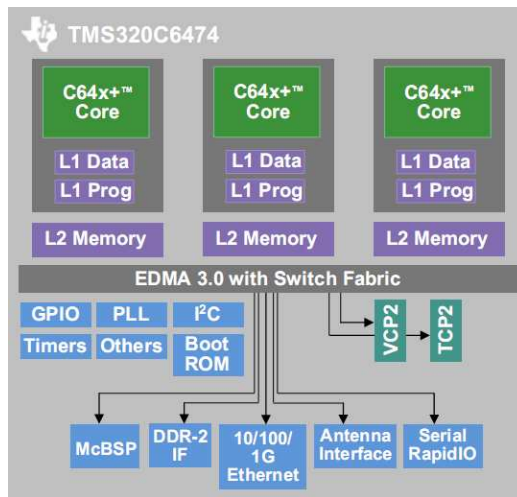 TMS320C6474
C64x+™
Core
L1 Data
L1 Prog
L2 Memory
C64x+™
Core
L1 Data
L1 Prog
L2 Memory
C64x+™
Core
L1 Data
L1 Prog
L2 Memory
EDMA 3.0 with Switch Fabric
GPIO
PLL
I²C
Timers
Others
Boot
ROM
VCP2
TCP2
McBSP
DDR-2
IF
10/100/
1G
Ethernet
Antenna
Interface
Serial
RapidIO